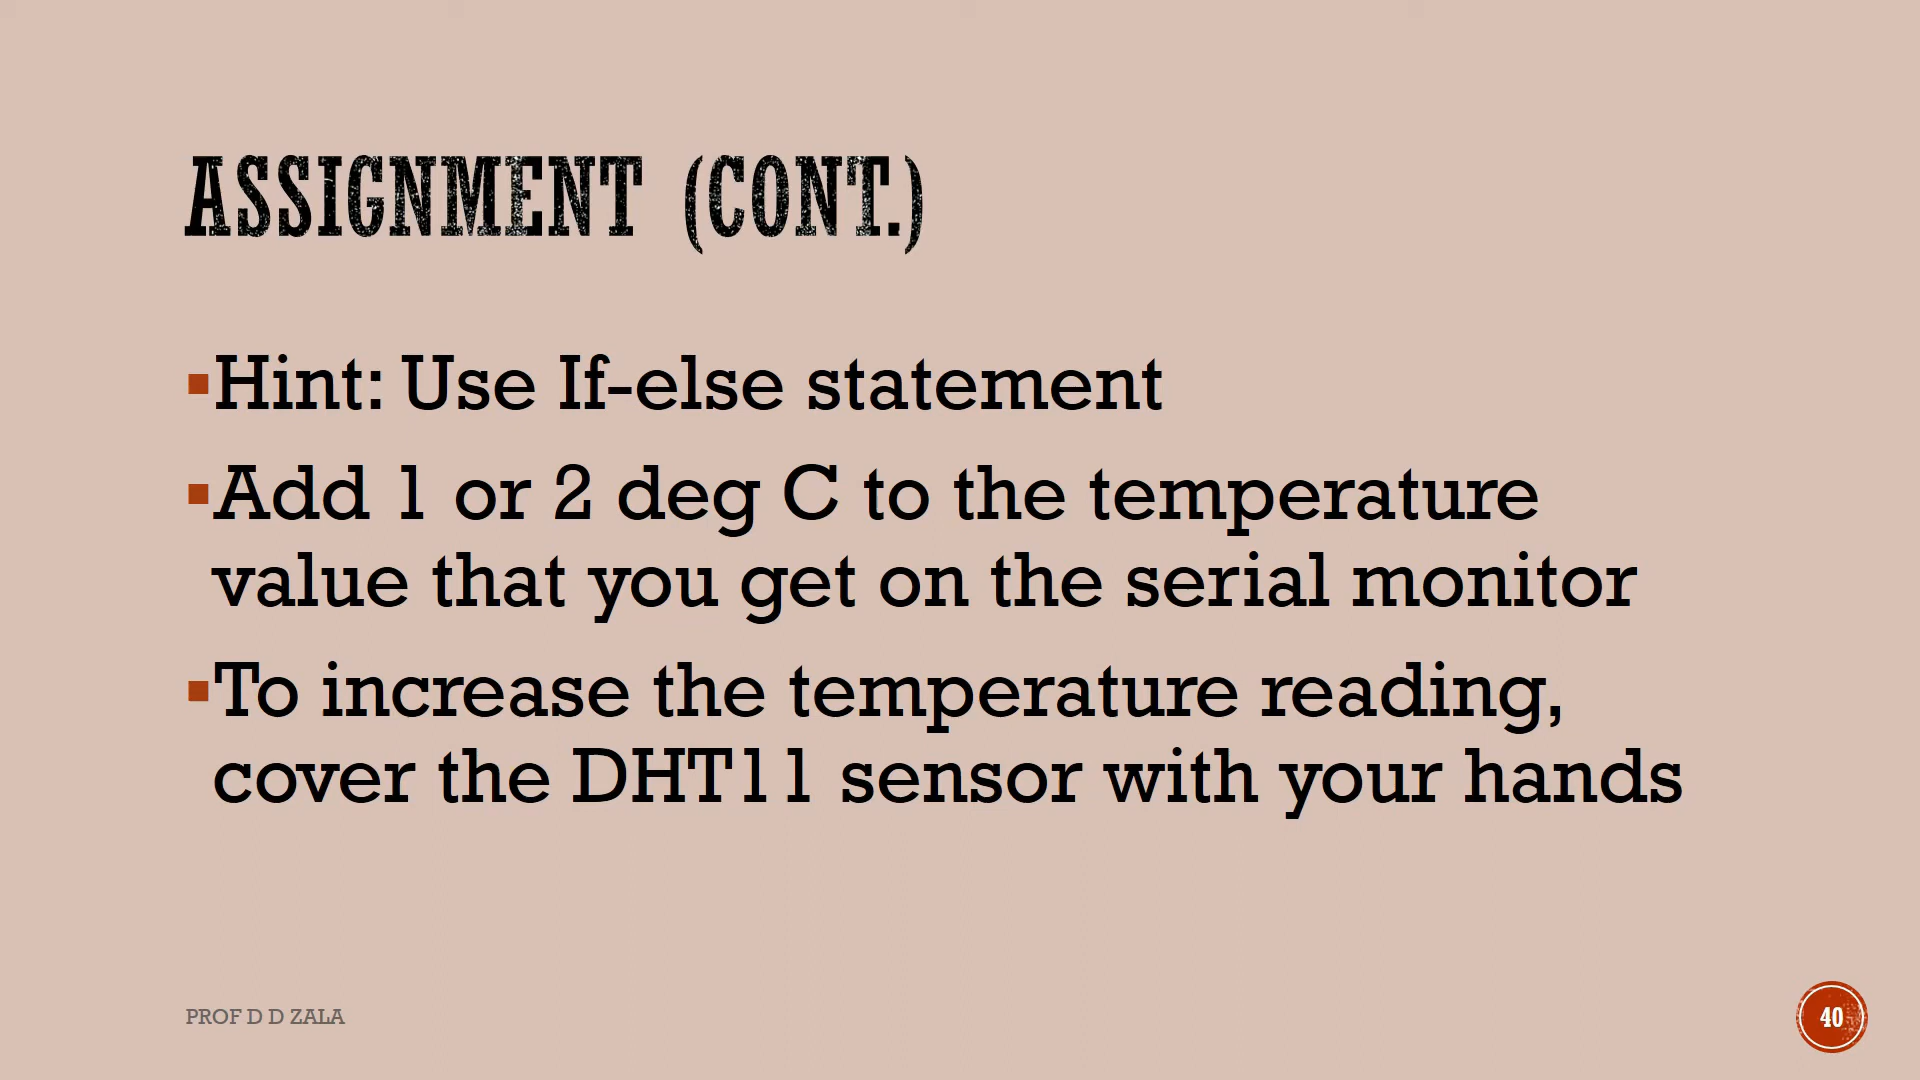 ASSIGNMENT (CONT.)
▪Hint: Use If-else statement
▪Add 1 or 2 deg C to the temperature
value that you get on the serial monitor
▪To increase the temperature reading,
cover the DHT11 sensor with your hands
PROF D D ZALA
40